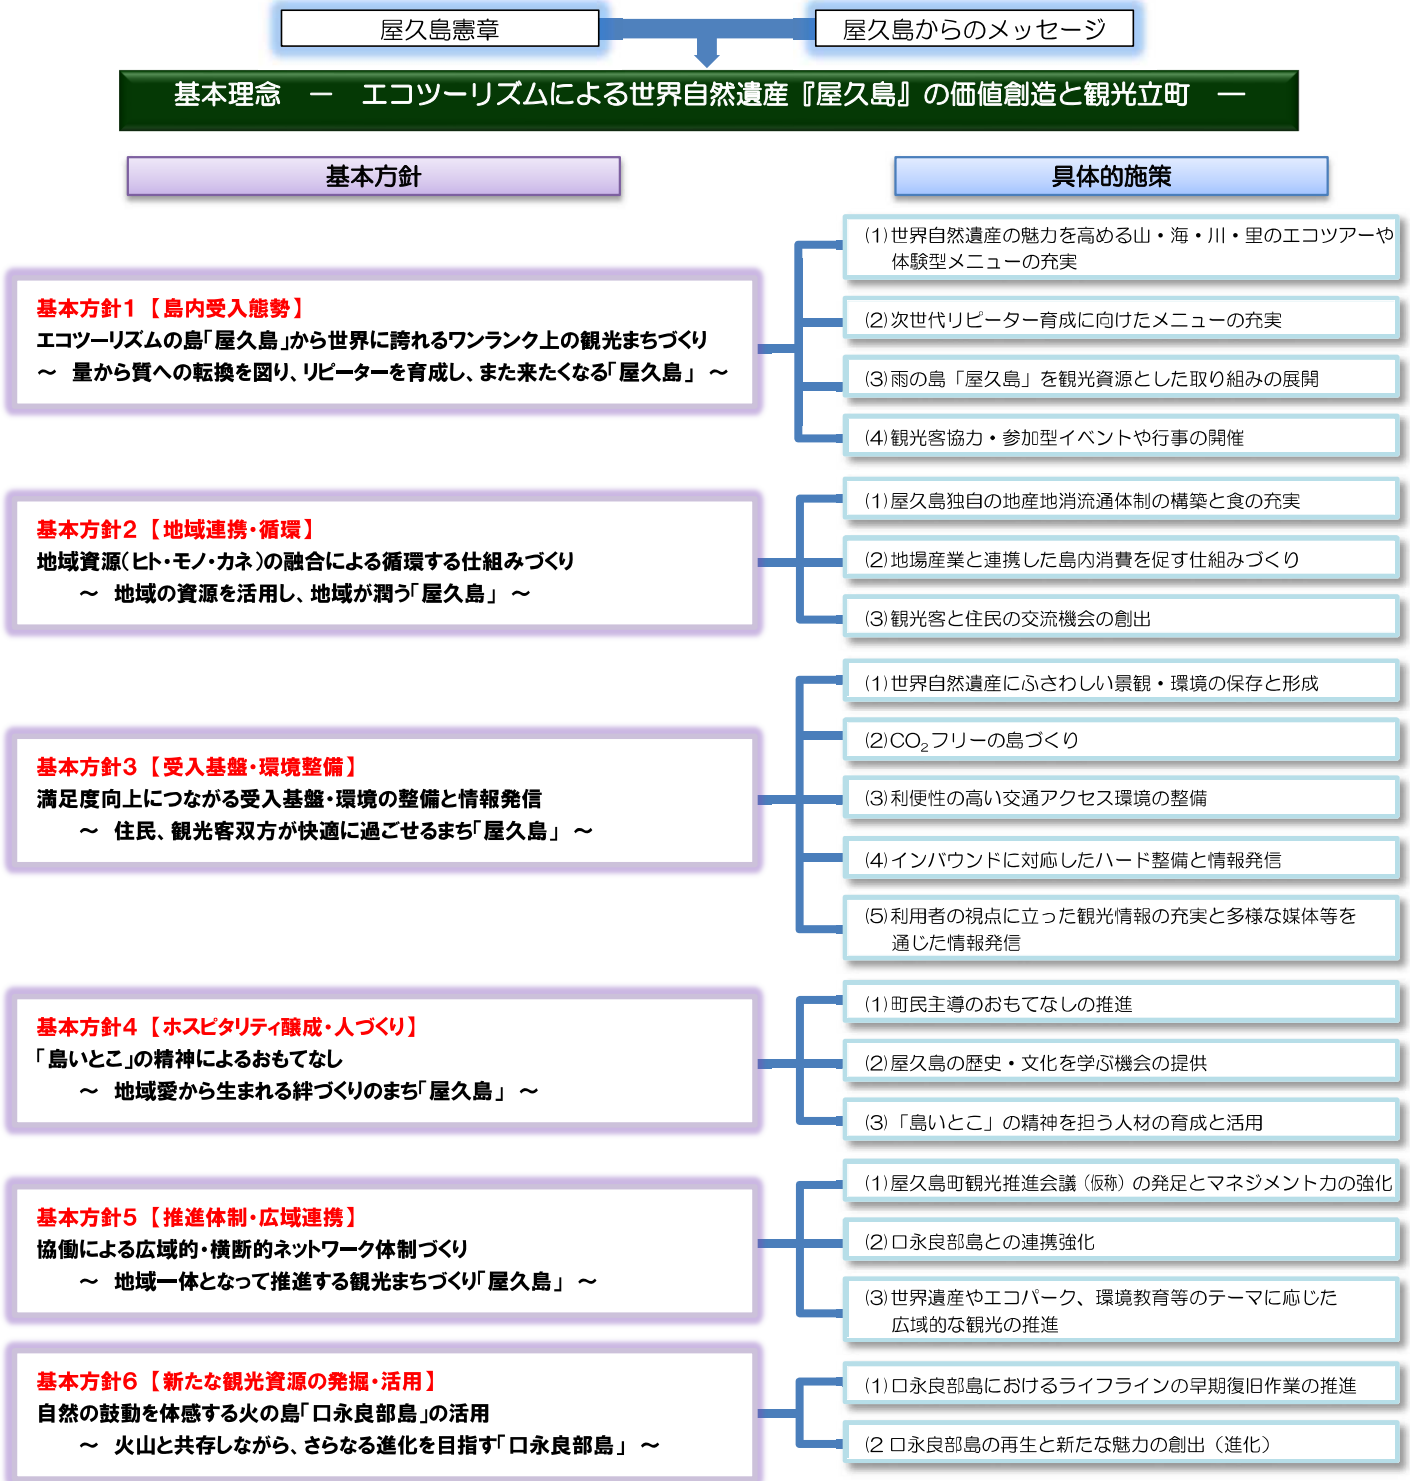 屋久島憲章
屋久島からのメッセージ
基本理念　－　エコツーリズムによる世界自然遺産『屋久島』の価値創造と観光立町　―
基本方針
具体的施策
基本方針1【島内受入態勢】
エコツーリズムの島「屋久島」から世界に誇れるワンランク上の観光まちづくり
～　量から質への転換を図り、リピーターを育成し、また来たくなる「屋久島」　～
(1)世界自然遺産の魅力を高める山・海・川・里のエコツアーや
体験型メニューの充実
(2)次世代リピーター育成に向けたメニューの充実
(3)雨の島「屋久島」を観光資源とした取り組みの展開
(4)観光客協力・参加型イベントや行事の開催
基本方針2【地域連携・循環】
地域資源（ヒト・モノ・カネ）の融合による循環する仕組みづくり
～　地域の資源を活用し、地域が潤う「屋久島」　～
(1)屋久島独自の地産地消流通体制の構築と食の充実
(2)地場産業と連携した島内消費を促す仕組みづくり
(3)観光客と住民の交流機会の創出
基本方針3【受入基盤・環境整備】
満足度向上につながる受入基盤・環境の整備と情報発信
～　住民、観光客双方が快適に過ごせるまち「屋久島」　～
(1)世界自然遺産にふさわしい景観・環境の保存と形成
(2)CO₂フリーの島づくり
(3)利便性の高い交通アクセス環境の整備
(4)インバウンドに対応したハード整備と情報発信
(5)利用者の視点に立った観光情報の充実と多様な媒体等を
通じた情報発信
基本方針4【ホスピタリティ醸成・人づくり】
「島いとこ」の精神によるおもてなし
～　地域愛から生まれる絆づくりのまち「屋久島」　～
(1)町民主導のおもてなしの推進
(2)屋久島の歴史・文化を学ぶ機会の提供
(3)「島いとこ」の精神を担う人材の育成と活用
基本方針5【推進体制・広域連携】
協働による広域的・横断的ネットワーク体制づくり
～　地域一体となって推進する観光まちづくり「屋久島」　～
(1)屋久島町観光推進会議（仮称）の発足とマネジメント力の強化
(2)口永良部島との連携強化
(3)世界遺産やエコパーク、環境教育等のテーマに応じた
広域的な観光の推進
基本方針6【新たな観光資源の発掘・活用】
自然の鼓動を体感する火の島「口永良部島」の活用
～　火山と共存しながら、さらなる進化を目指す「口永良部島」　～
(1)口永良部島におけるライフラインの早期復旧作業の推進
(2 口永良部島の再生と新たな魅力の創出（進化）